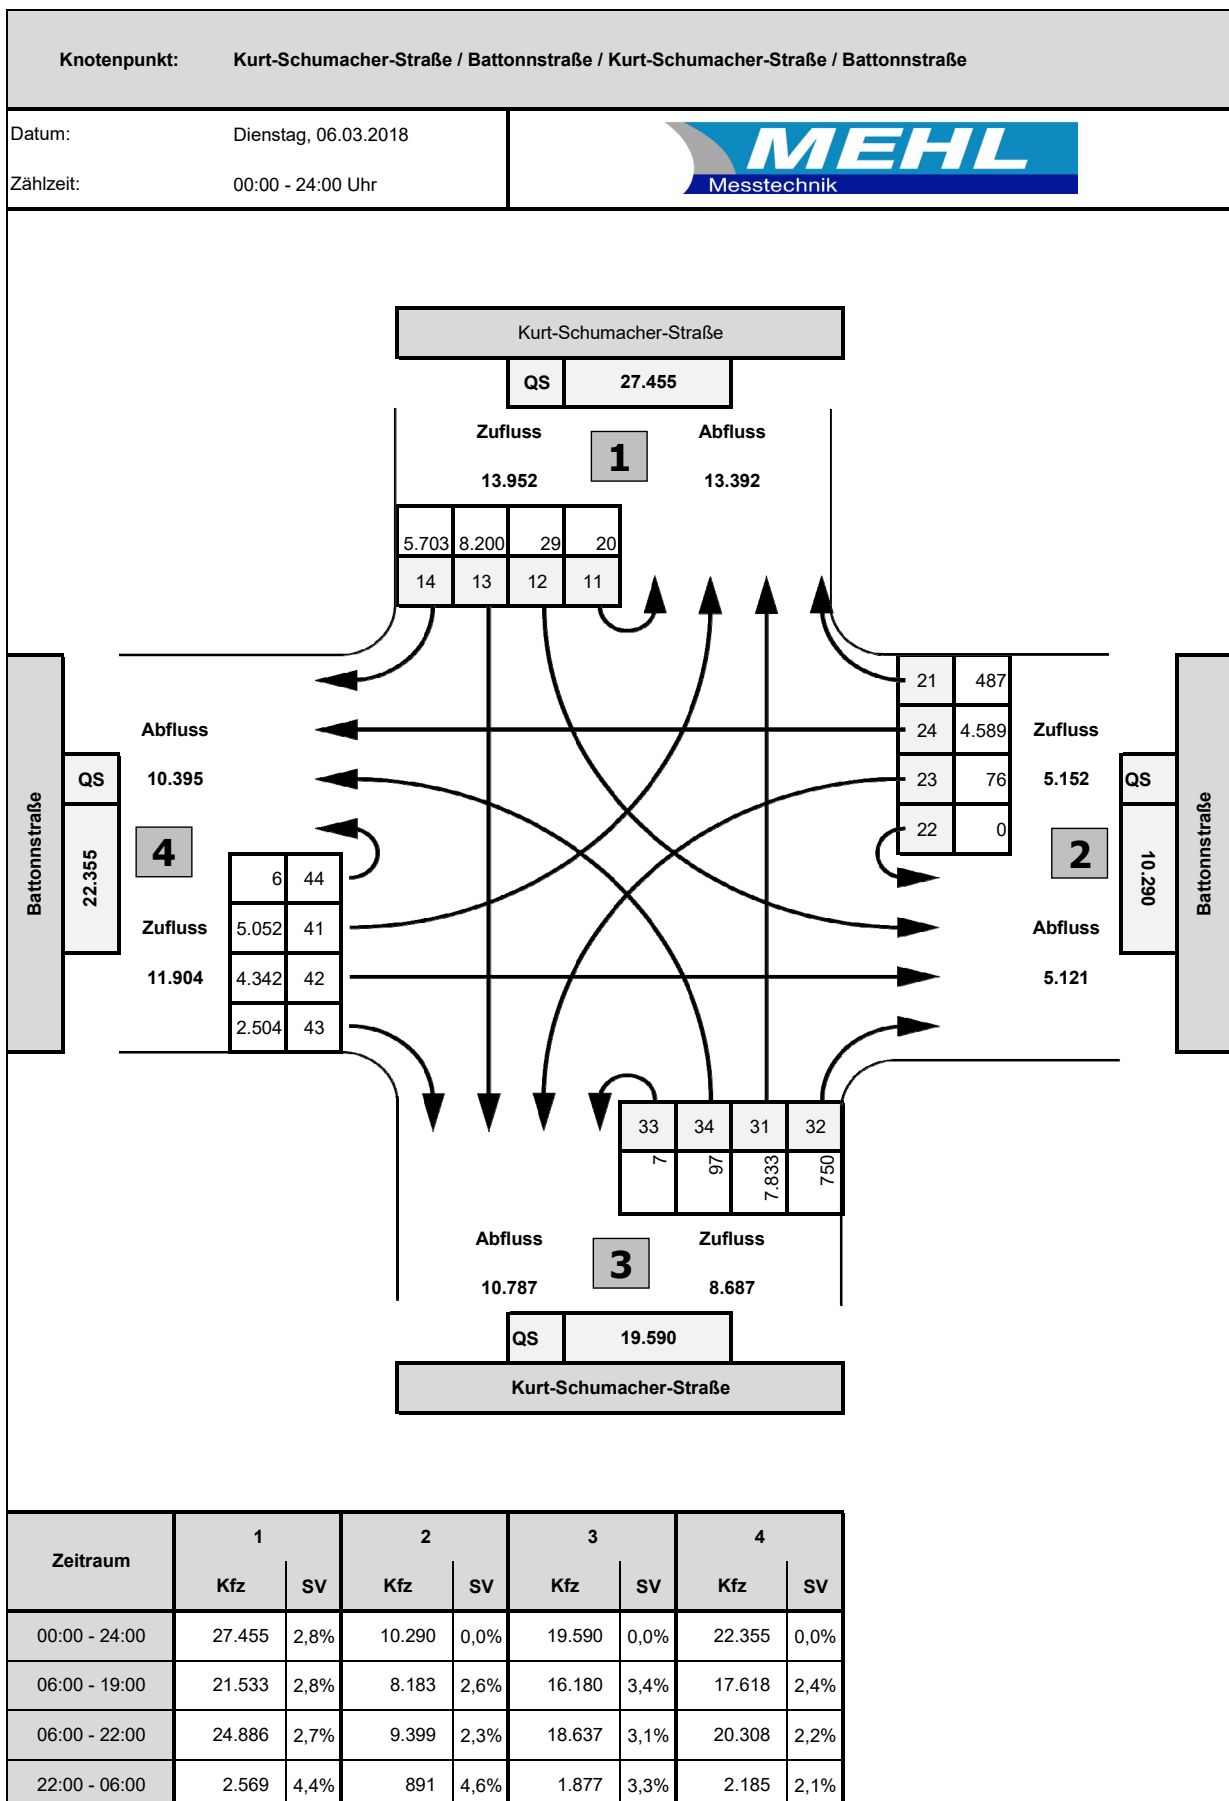 Knotenpunkt: Kurt-Schumacher-Straße / Battonnstraße / Kurt-Schumacher-Straße / Battonnstraße
Datum: Dienstag, 06.03.2018
Zählzeit: 00:00 - 24:00 Uhr
MEHL
Messtechnik
Kurt-Schumacher-Straße
QS 27.455
Zufluss 1 Abfluss
13.952 13.392
5.703 8.200 29 20
14 13 12 11
21 487
24 4.589
23 76
22 0
Zufluss
5.152
2
QS
10.290
Battonnstraße
Abfluss
5.121
Battonnstraße
QS
22.355
Abfluss
10.395
4
Zufluss
11.904
6 44
5.052 41
4.342 42
2.504 43
33 34 31 32
7 97 7.833 750
Abfluss 3 Zufluss
10.787 8.687
QS 19.590
Kurt-Schumacher-Straße
Zeitraum 1 2 3 4
Kfz SV Kfz SV Kfz SV Kfz SV
00:00 - 24:00 27.455 2,8% 10.290 0,0% 19.590 0,0% 22.355 0,0%
06:00 - 19:00 21.533 2,8% 8.183 2,6% 16.180 3,4% 17.618 2,4%
06:00 - 22:00 24.886 2,7% 9.399 2,3% 18.637 3,1% 20.308 2,2%
22:00 - 06:00 2.569 4,4% 891 4,6% 1.877 3,3% 2.185 2,1%